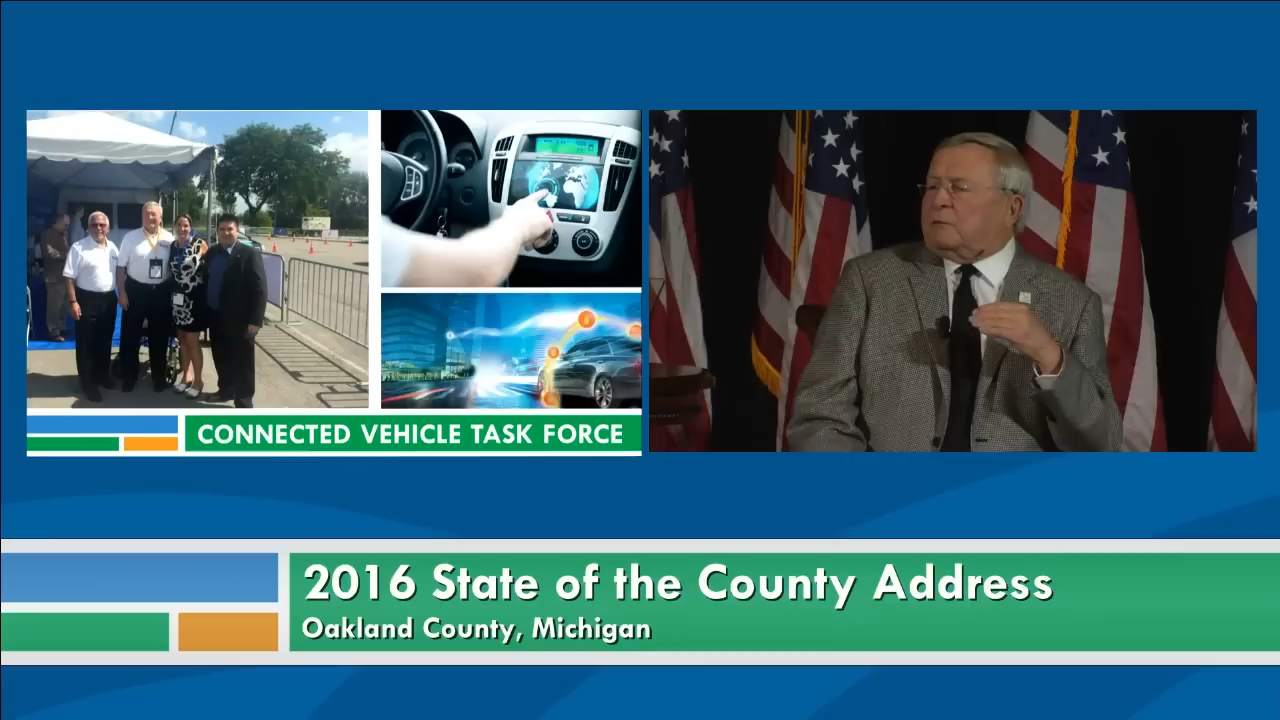 CONNECTED VEHICLE TASK FORCE
2016 State of the County Address
Oakland County, Michigan